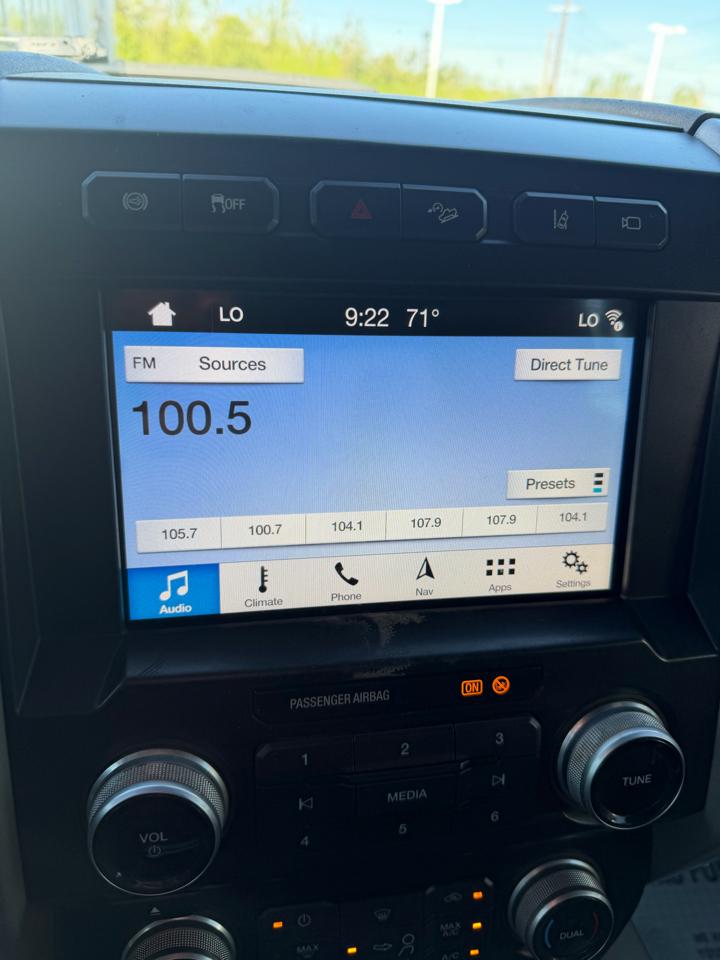 OFF
LO 9:22 71° LO
FM Sources Direct Tune
100.5
Presets
105.7 100.7 104.1 107.9 107.9 104.1
Audio Climate Phone Nav Apps Settings
PASSENGER AIRBAG ON
1 2 3
VOL MEDIA TUNE
4 5 6
MAX
MAX A/C
A/C
DUAL